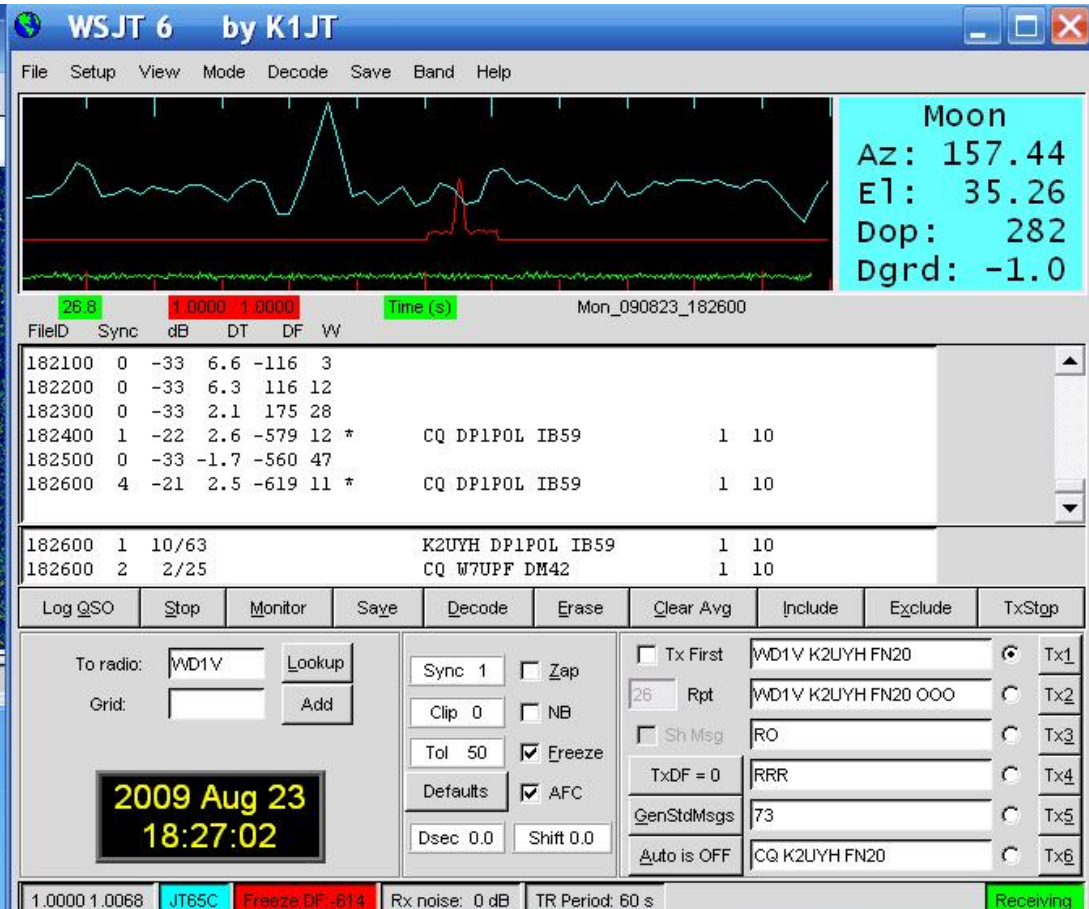 WSJT 6 by K1JT
File Setup View Mode Decode Save Band Help
Moon
Az: 157.44
El: 35.26
Dop: 282
Dgrd: -1.0
26.8 1.0000 1.0000 Time (s) Mon_090823_182600
FileID Sync dB DT DF W
182100 0 -33 6.6 -116 3
182200 0 -33 6.3 116 12
182300 0 -33 2.1 175 28
182400 1 -22 2.6 -579 12 * CQ DP1POL IB59 1 10
182500 0 -33 -1.7 -560 47
182600 4 -21 2.5 -619 11 * CQ DP1POL IB59 1 10
182600 1 10/63 K2UYH DP1POL IB59 1 10
182600 2 2/25 CQ W7UPF DM42 1 10
Log QSO Stop Monitor Save Decode Erase Clear Avg Include Exclude TxStop
To radio: WD1V Lookup
Grid: Add
2009 Aug 23
18:27:02
Sync 1 Zap
Clip 0 NB
Tol 50 Freeze
Defaults AFC
Dsec 0.0 Shift 0.0
Tx First WD1V K2UYH FN20 Tx1
26 Rpt WD1V K2UYH FN20 OOO Tx2
Sh Msg RO Tx3
TxDF = 0 RRR Tx4
GenStdMsgs 73 Tx5
Auto is OFF CQ K2UYH FN20 Tx6
1.0000 1.0068 JT65C Freeze DF:-614 Rx noise: 0 dB TR Period: 60 s Receiving